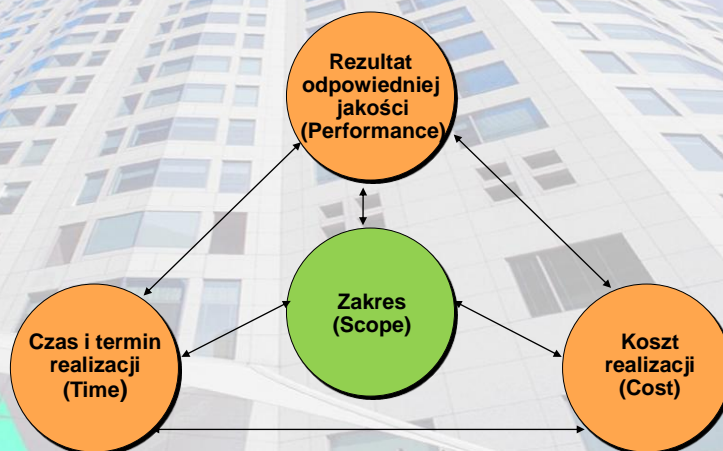 Rezultat
odpowiedniej
jakości
(Performance)
Zakres
(Scope)
Czas i termin
realizacji
(Time)
Koszt
realizacji
(Cost)